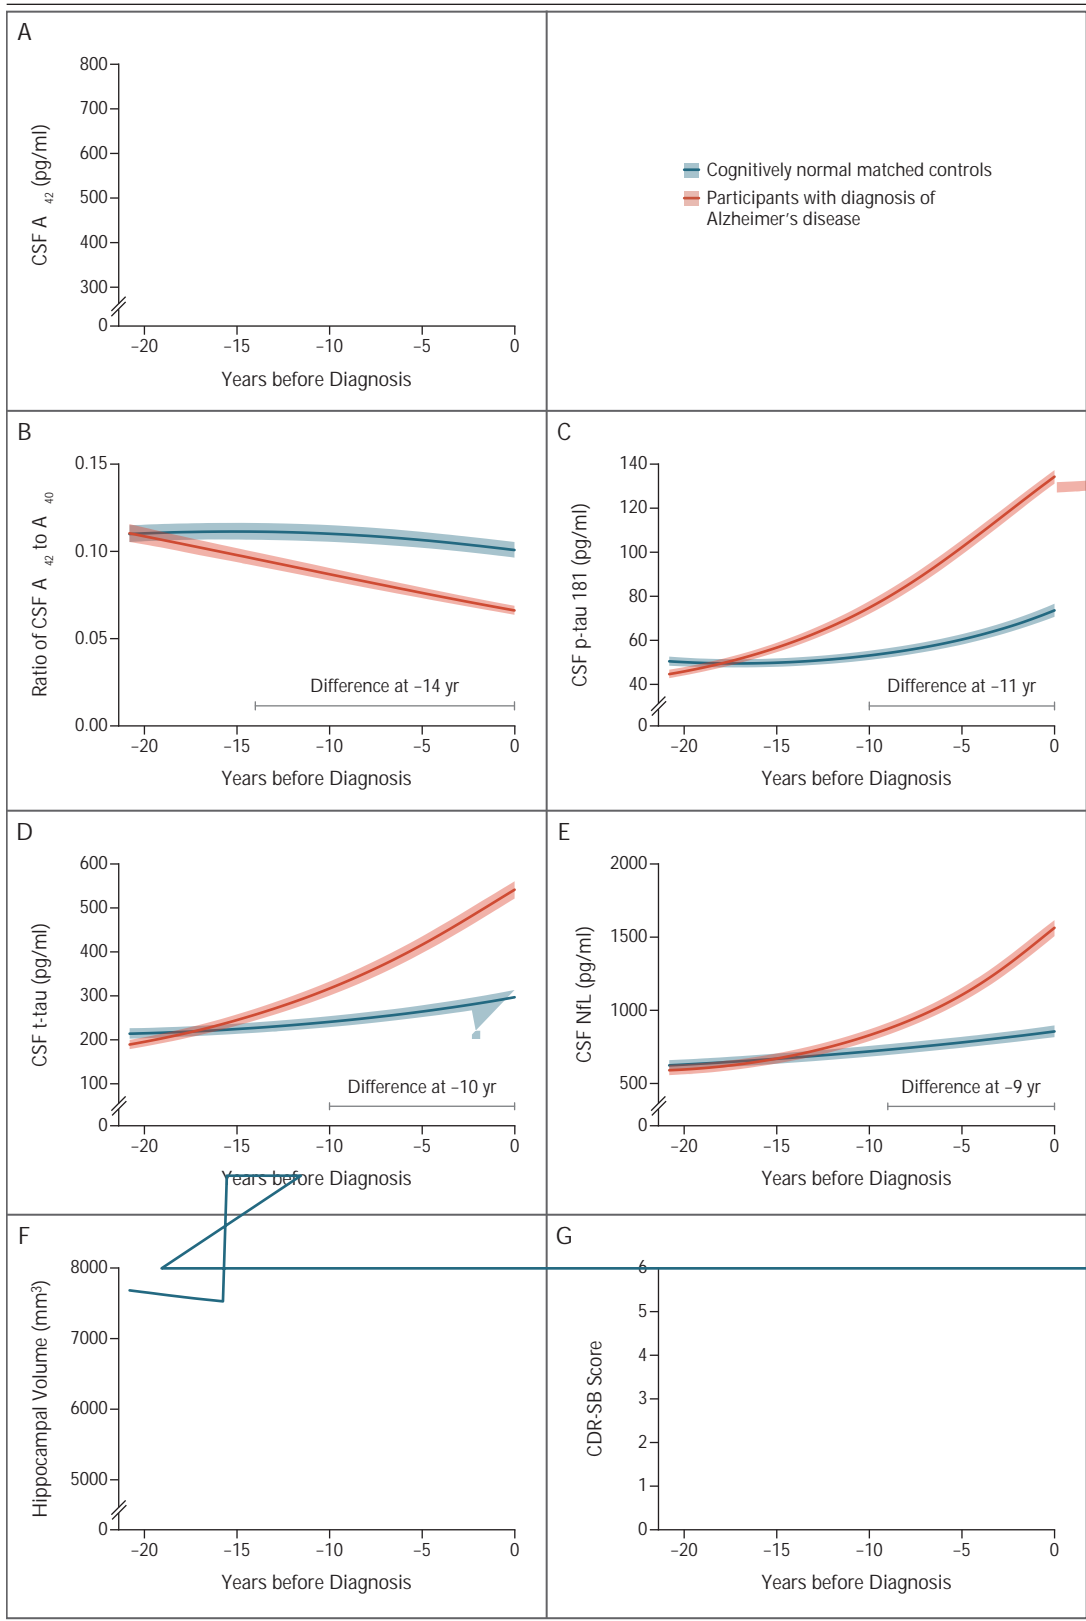 A
CSF A 42 (pg/ml)
800
700
600
500
400
300
0
–20 –15 –10 –5 0
Years before Diagnosis
Cognitively normal matched controls
Participants with diagnosis of
Alzheimer's disease
B
Ratio of CSF A 42 to A 40
0.15
0.10
0.05
0.00
Difference at –14 yr
–20 –15 –10 –5 0
Years before Diagnosis
C
CSF p-tau 181 (pg/ml)
140
120
100
80
60
40
0
Difference at –11 yr
–20 –15 –10 –5 0
Years before Diagnosis
D
CSF t-tau (pg/ml)
600
500
400
300
200
100
0
Difference at –10 yr
–20 –15 –10 –5 0
Years before Diagnosis
E
CSF NfL (pg/ml)
2000
1500
1000
500
0
Difference at –9 yr
–20 –15 –10 –5 0
Years before Diagnosis
F
Hippocampal Volume (mm³)
8000
7000
6000
5000
0
–20 –15 –10 –5 0
Years before Diagnosis
G
CDR-SB Score
6
5
4
3
2
1
0
–20 –15 –10 –5 0
Years before Diagnosis